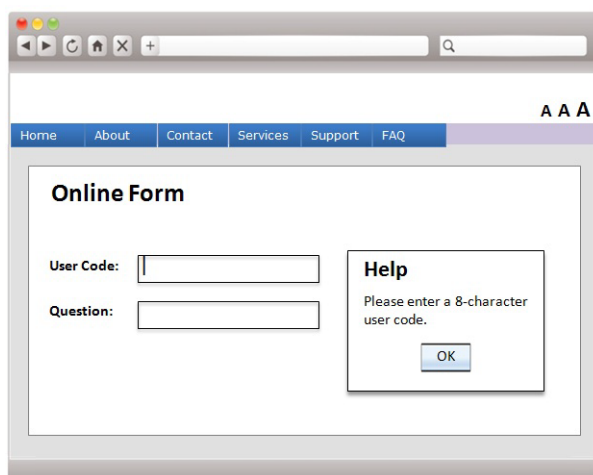 A A A
Home About Contact Services Support FAQ
Online Form
User Code:
Question:
Help
Please enter a 8-character
user code.
OK